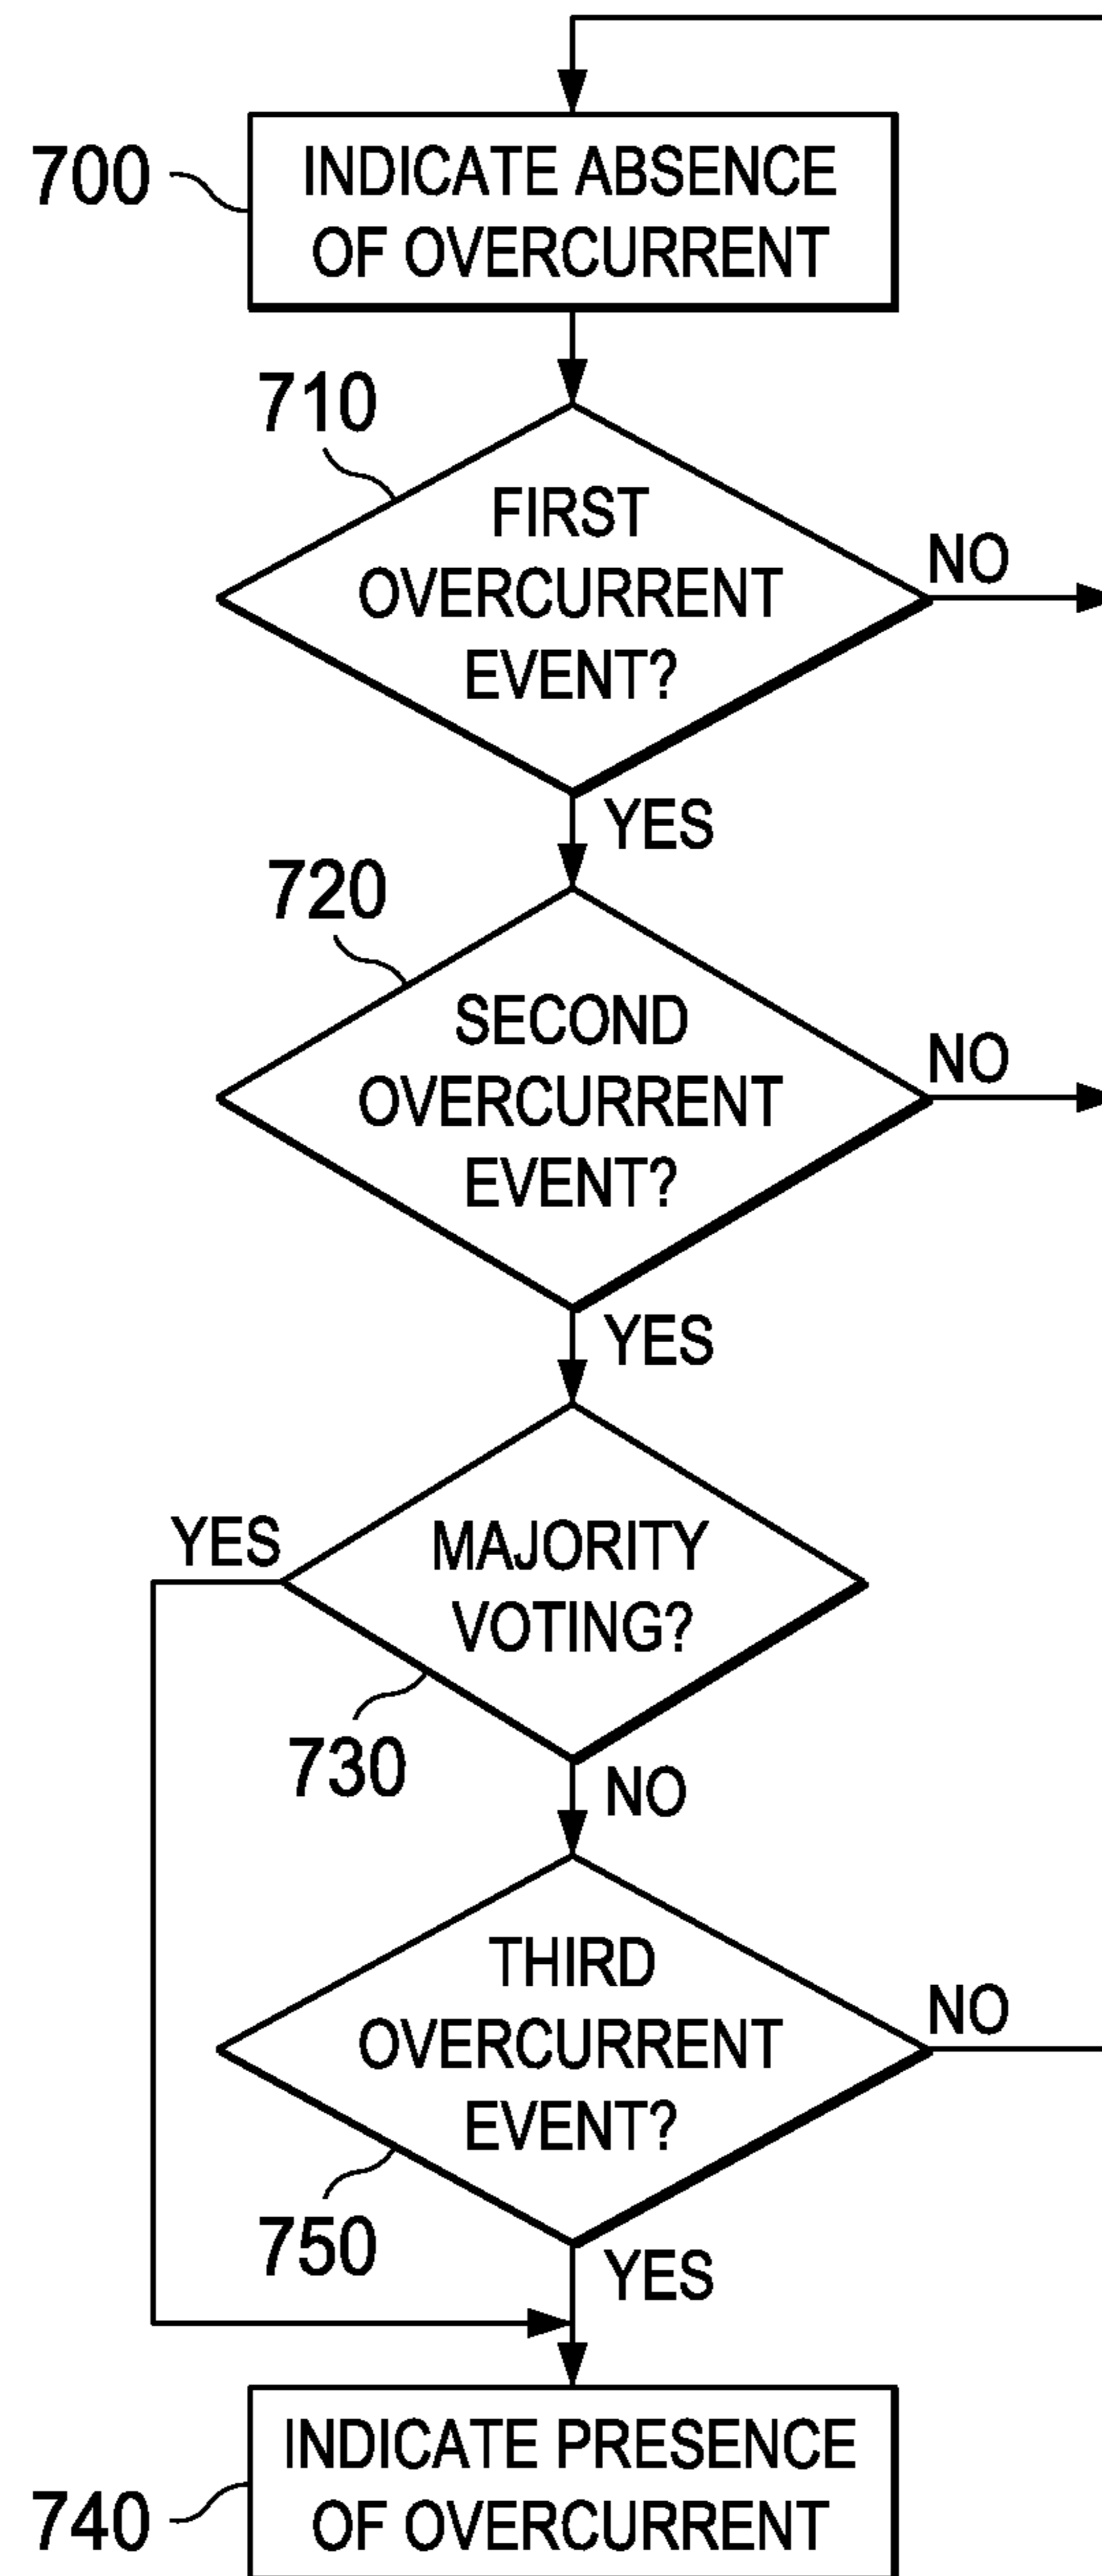 700
INDICATE ABSENCE
OF OVERCURRENT
710
FIRST
OVERCURRENT
EVENT?
NO
YES
720
SECOND
OVERCURRENT
EVENT?
NO
YES
YES
MAJORITY
VOTING?
730
NO
THIRD
OVERCURRENT
EVENT?
NO
750
YES
INDICATE PRESENCE
OF OVERCURRENT
740